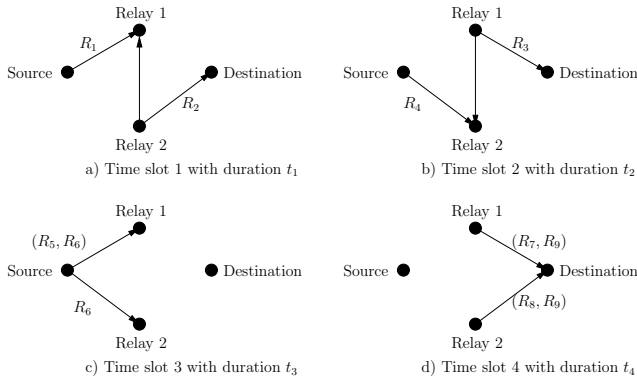 Relay 1
R₁
Source
Destination
R₂
Relay 2
a) Time slot 1 with duration t₁
Relay 1
R₃
Source
Destination
R₄
Relay 2
b) Time slot 2 with duration t₂
Relay 1
(R₅, R₆)
Source
Destination
R₆
Relay 2
c) Time slot 3 with duration t₃
Relay 1
(R₇, R₉)
Source
Destination
(R₈, R₉)
Relay 2
d) Time slot 4 with duration t₄